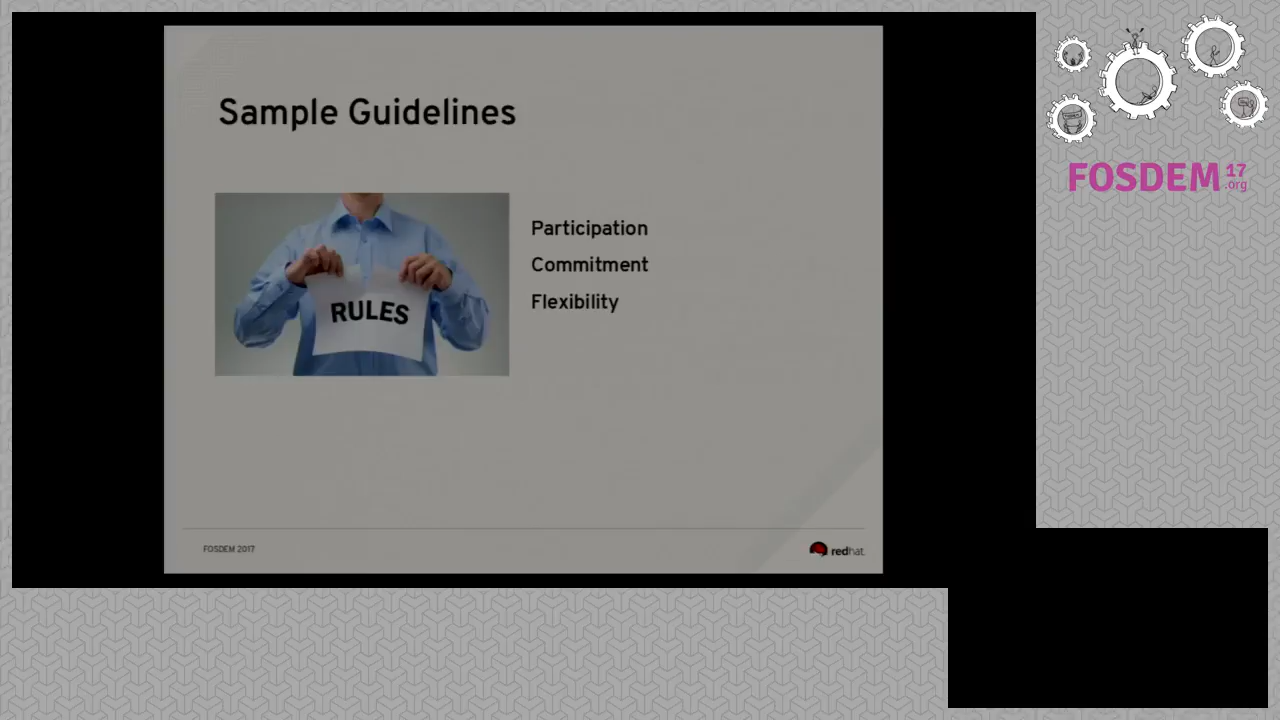 Sample Guidelines
RULES
Participation
Commitment
Flexibility
FOSDEM 2017
redhat.
FOSDEM 17
.org